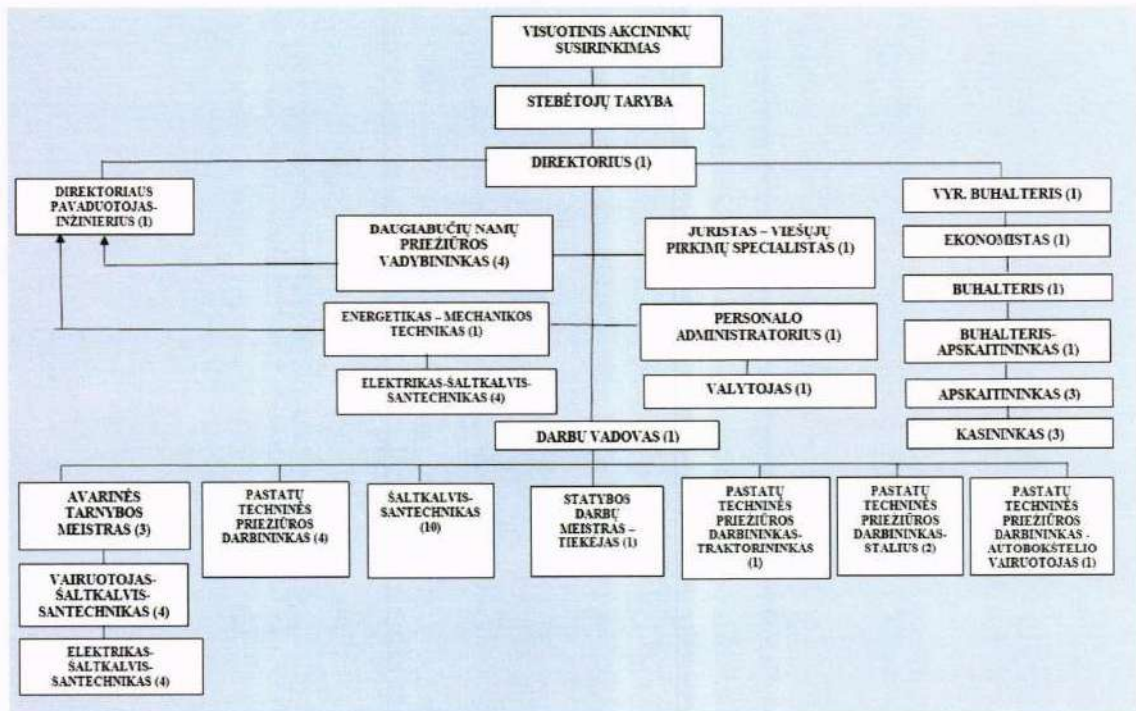 VISUOTINIS AKCININKŲ
SUSIRINKIMAS
STEBĖTOJŲ TARYBA
DIREKTORIUS (1)
DIREKTORIAUS
PAVADUOTOJAS-
INŽINIERIUS (1)
DAUGIABUČIŲ NAMŲ
PRIEŽIŪROS
VADYBININKAS (4)
JURISTAS – VIEŠŲJŲ
PIRKIMŲ SPECIALISTAS (1)
ENERGETIKAS – MECHANIKOS
TECHNIKAS (1)
PERSONALO
ADMINISTRATORIUS (1)
ELEKTRIKAS-ŠALTKALVIS-
SANTECHNIKAS (4)
VALYTOJAS (1)
VYR. BUHALTERIS (1)
EKONOMISTAS (1)
BUHALTERIS (1)
BUHALTERIS-
APSKAITININKAS (1)
APSKAITININKAS (3)
KASININKAS (3)
DARBŲ VADOVAS (1)
AVARINĖS
TARNYBOS
MEISTRAS (3)
VAIRUOTOJAS-
ŠALTKALVIS-
SANTECHNIKAS (4)
ELEKTRIKAS-
ŠALTKALVIS-
SANTECHNIKAS (4)
PASTATŲ
TECHNINĖS
PRIEŽIŪROS
DARBININKAS (4)
ŠALTKALVIS-
SANTECHNIKAS
(10)
STATYBOS
DARBŲ
MEISTRAS –
TIEKĖJAS (1)
PASTATŲ
TECHNINĖS
PRIEŽIŪROS
DARBININKAS-
TRAKTORININKAS
(1)
PASTATŲ
TECHNINĖS
PRIEŽIŪROS
DARBININKAS-
STALIUS (2)
PASTATŲ
TECHNINĖS
PRIEŽIŪROS
DARBININKAS -
AUTOBOKŠTELIO
VAIRUOTOJAS (1)